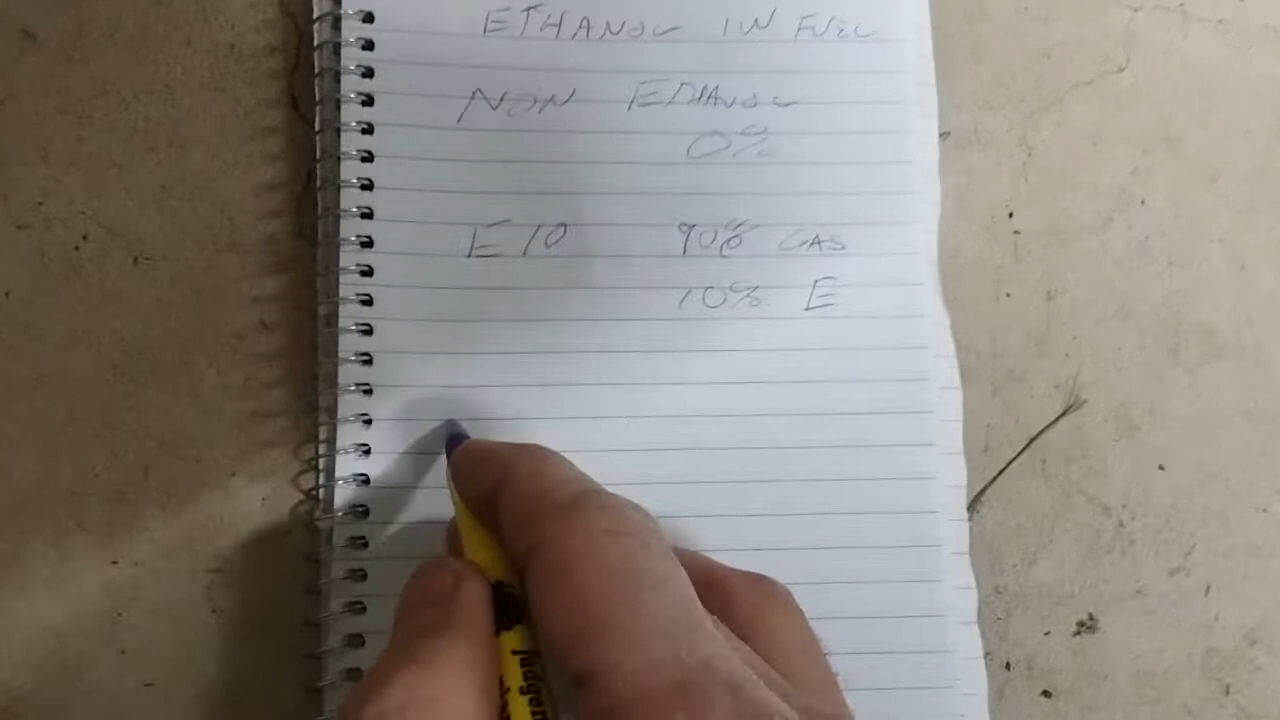 ETHANOL IN FUEL
NON ETHANOL
0%
E10 90% GAS
10% E